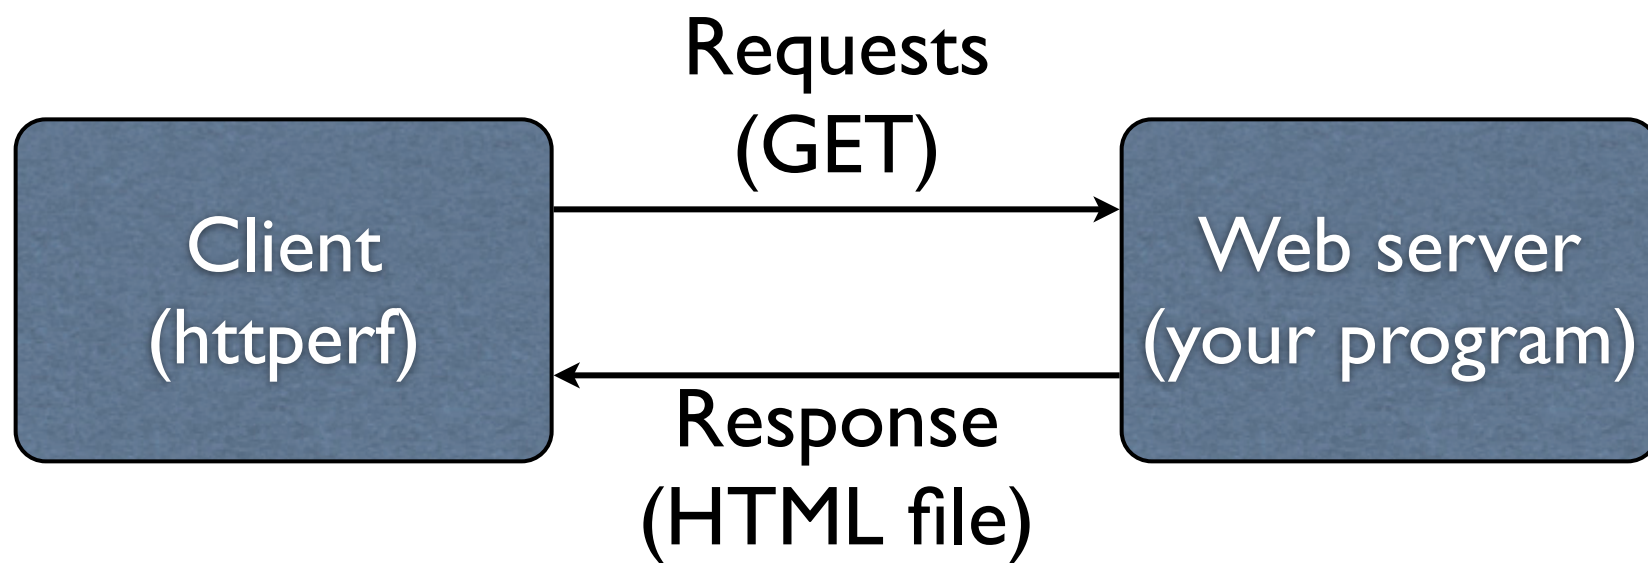 Requests
(GET)
Client
(httperf)
Web server
(your program)
Response
(HTML file)